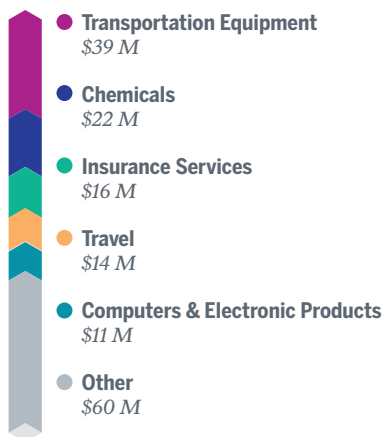 Transportation Equipment
$39 M
Chemicals
$22 M
Insurance Services
$16 M
Travel
$14 M
Computers & Electronic Products
$11 M
Other
$60 M